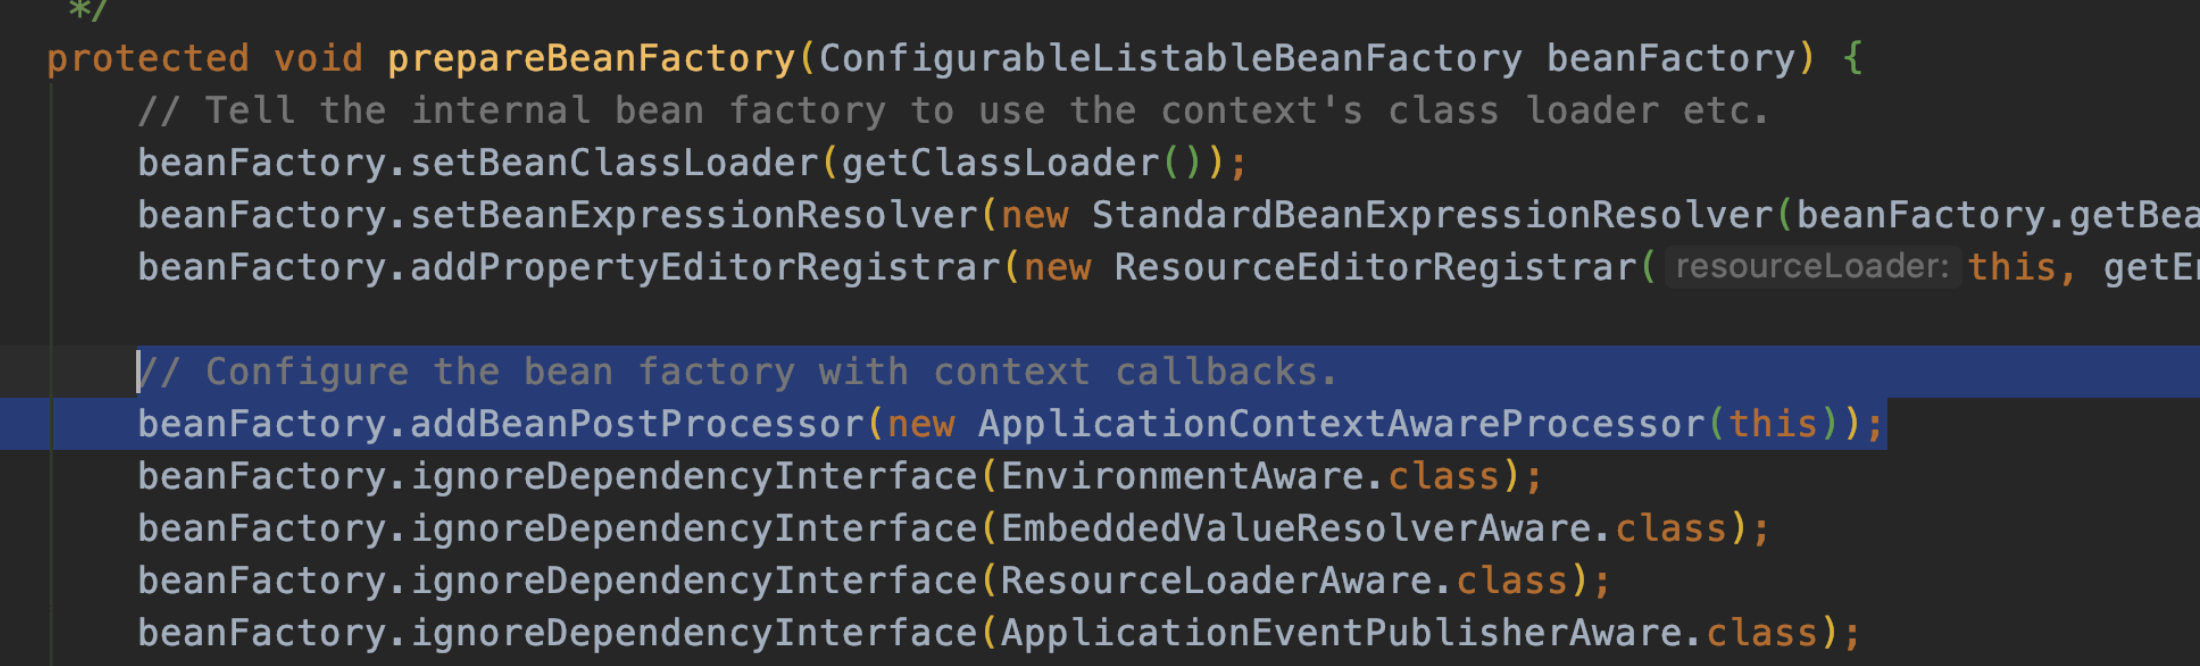 */
protected void prepareBeanFactory(ConfigurableListableBeanFactory beanFactory) {
// Tell the internal bean factory to use the context's class loader etc.
beanFactory.setBeanClassLoader(getClassLoader());
beanFactory.setBeanExpressionResolver(new StandardBeanExpressionResolver(beanFactory.getBea
beanFactory.addPropertyEditorRegistrar(new ResourceEditorRegistrar( resourceLoader: this, getEn
// Configure the bean factory with context callbacks.
beanFactory.addBeanPostProcessor(new ApplicationContextAwareProcessor(this));
beanFactory.ignoreDependencyInterface(EnvironmentAware.class);
beanFactory.ignoreDependencyInterface(EmbeddedValueResolverAware.class);
beanFactory.ignoreDependencyInterface(ResourceLoaderAware.class);
beanFactory.ignoreDependencyInterface(ApplicationEventPublisherAware.class);